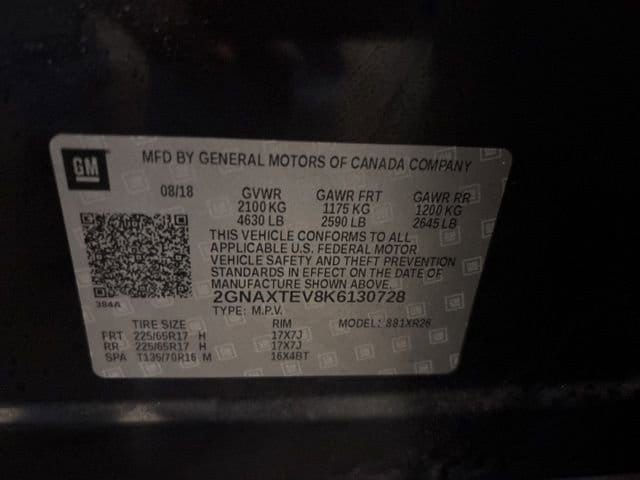 GM
MFD BY GENERAL MOTORS OF CANADA COMPANY
08/18 GVWR GAWR FRT GAWR RR
2100 KG 1175 KG 1200 KG
4630 LB 2590 LB 2645 LB
THIS VEHICLE CONFORMS TO ALL
APPLICABLE U.S. FEDERAL MOTOR
VEHICLE SAFETY AND THEFT PREVENTION
STANDARDS IN EFFECT ON THE DATE OF
MANUFACTURE SHOWN ABOVE.
384A 2GNAXTEV8K6130728
TYPE: M.P.V. MODEL: 881XR26
TIRE SIZE RIM
FRT 225/65R17 H 17X7J
RR 225/65R17 H 17X7J
SPA T135/70R16 M 16X4BT